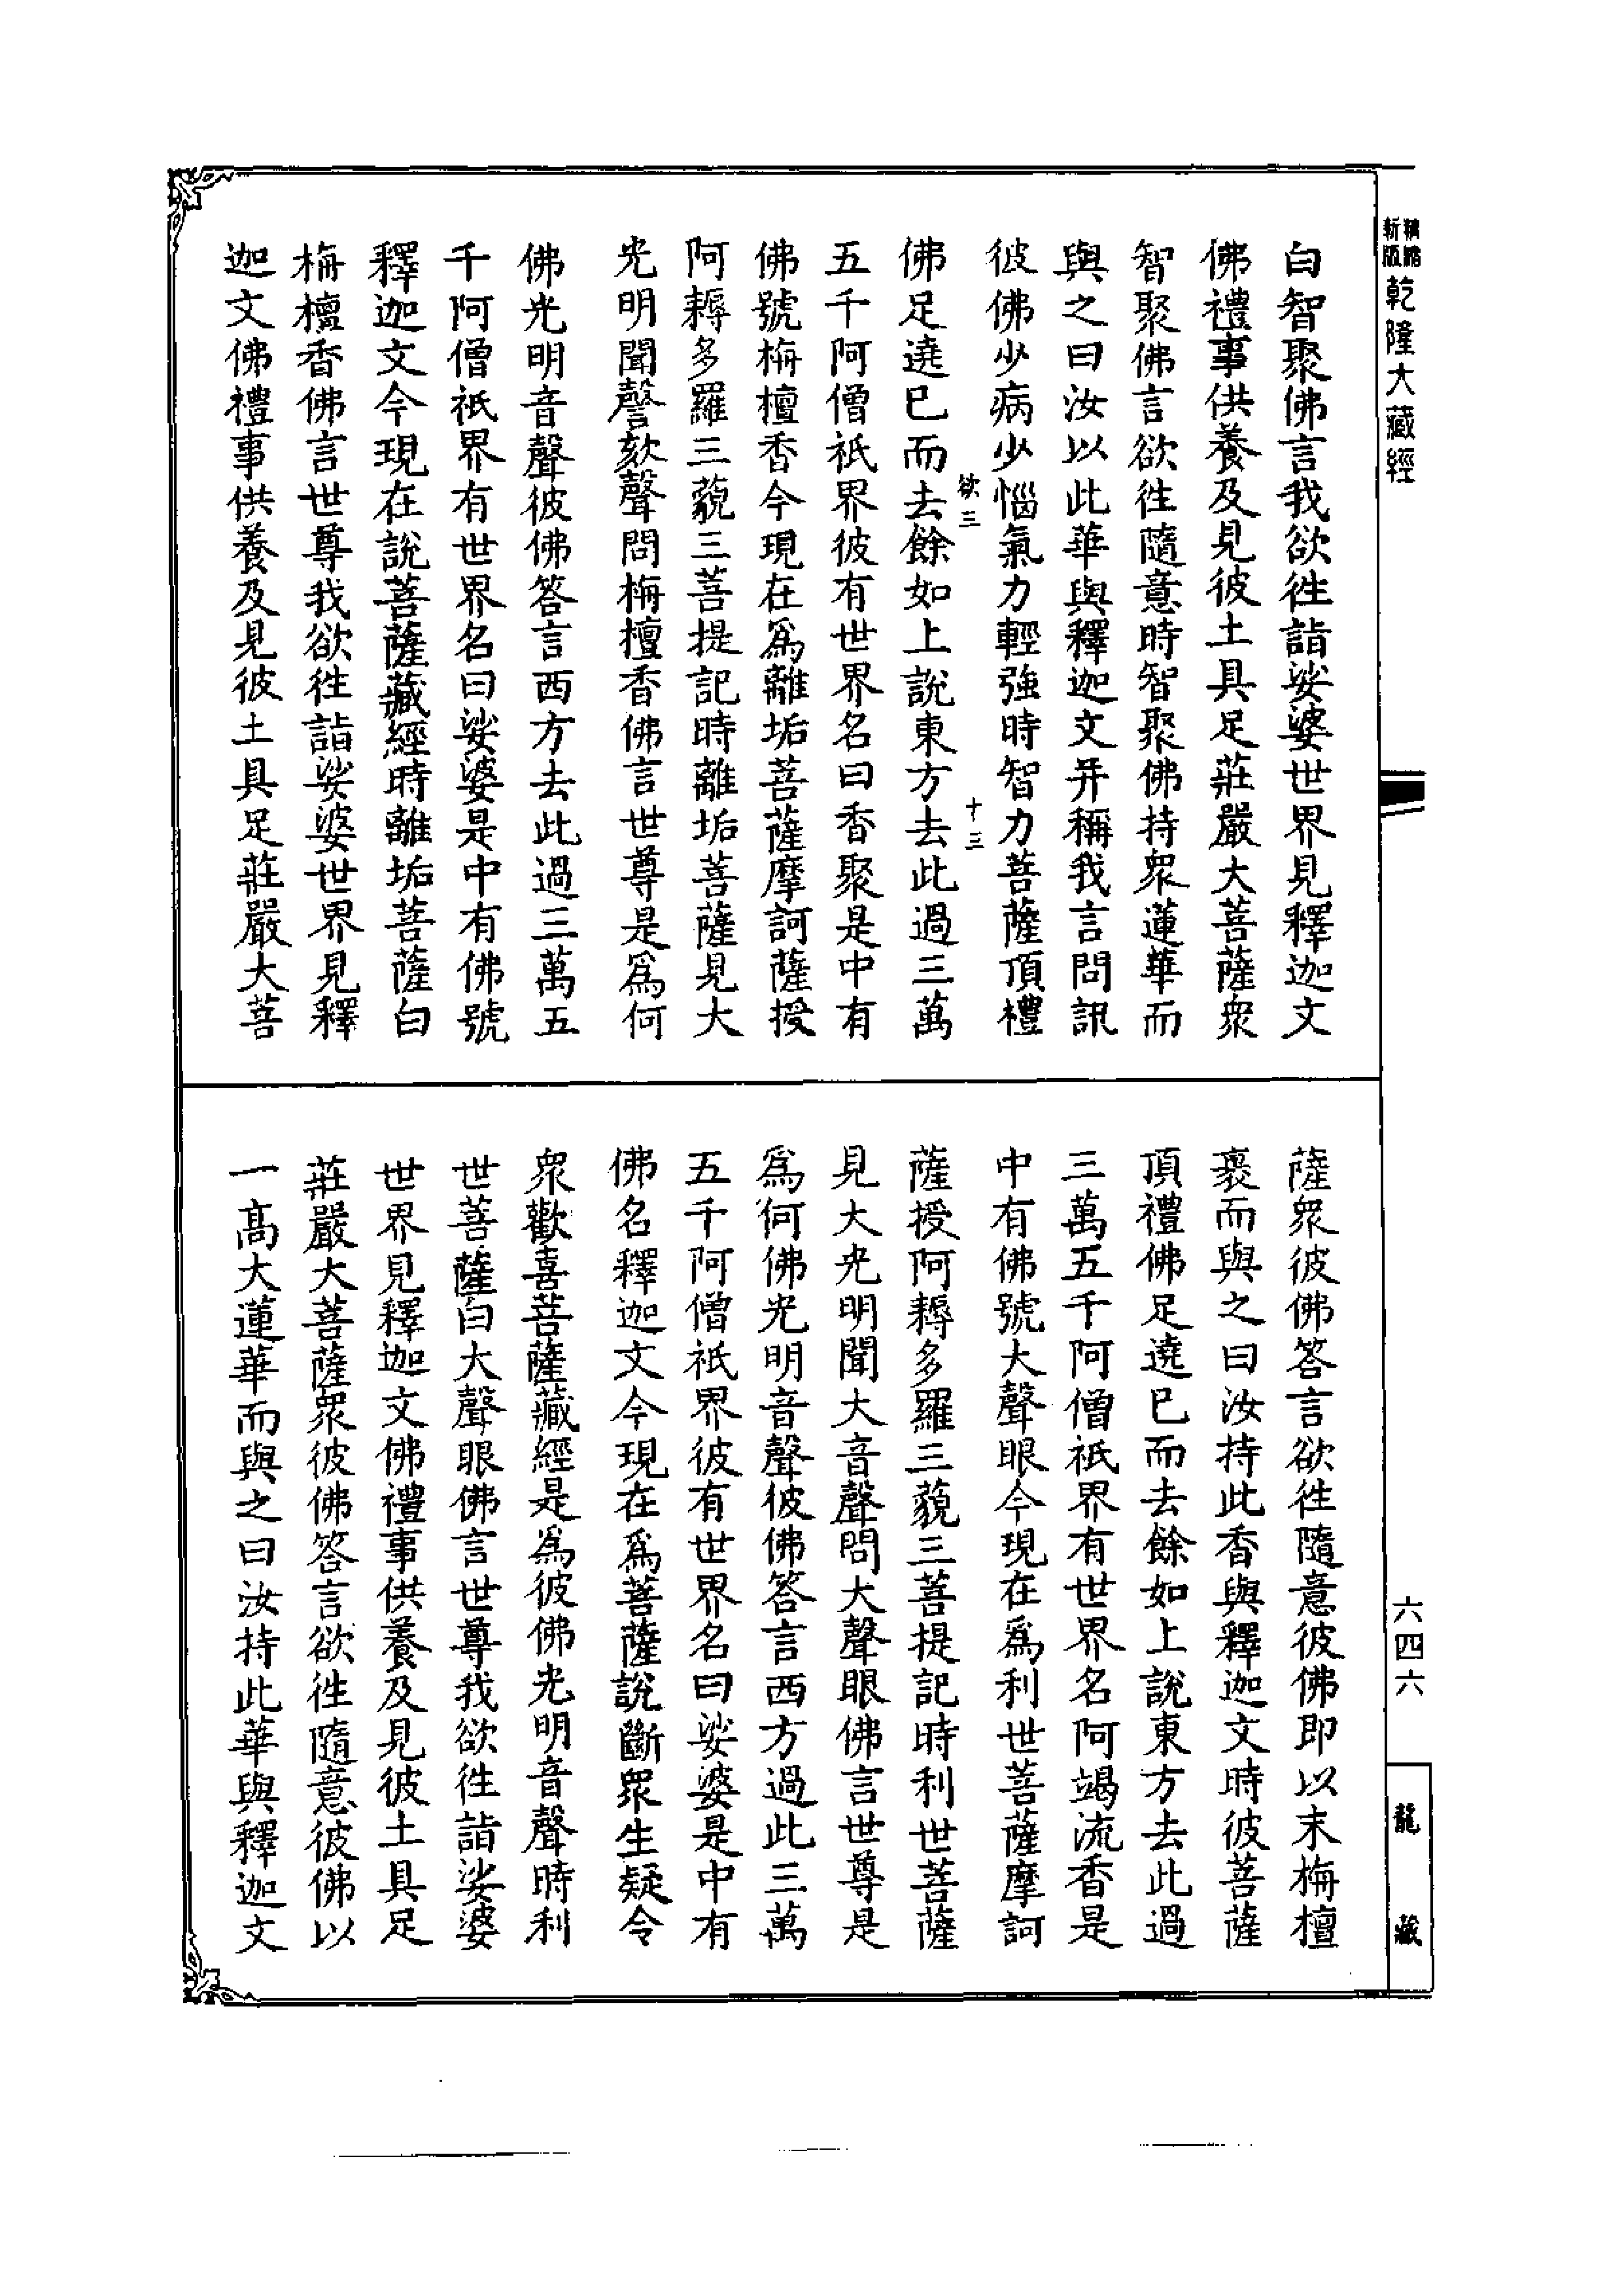 新版
精縮
乾隆大藏經
白智聚佛言我欲往詣娑婆世界見釋迦文
佛禮事供養及見彼土具足莊嚴大菩薩衆
智聚佛言欲往隨意時智聚佛持衆蓮華而
與之曰汝以此華與釋迦文并稱我言問訊
彼佛少病少惱氣力輕強時智力菩薩頂禮
欲三
十三
佛足遶已而去餘如上說東方去此過三萬
五千阿僧祇界彼有世界名曰香聚是中有
佛號栴檀香今現在爲離垢菩薩摩訶薩授
阿耨多羅三藐三菩提記時離垢菩薩見大
光明聞謦欬聲問栴檀香佛言世尊是爲何
佛光明音聲彼佛答言西方去此過三萬五
千阿僧祇界有世界名曰娑婆是中有佛號
釋迦文今現在說菩薩藏經時離垢菩薩白
栴檀香佛言世尊我欲往詣娑婆世界見釋
迦文佛禮事供養及見彼土具足莊嚴大菩
薩衆彼佛答言欲往隨意彼佛即以末栴檀
裛而與之曰汝持此香與釋迦文時彼菩薩
頂禮佛足遶已而去餘如上說東方去此過
三萬五千阿僧祇界有世界名阿竭流香是
中有佛號大聲眼今現在爲利世菩薩摩訶
薩授阿耨多羅三藐三菩提記時利世菩薩
見大光明聞大音聲問大聲眼佛言世尊是
爲何佛光明音聲彼佛答言西方過此三萬
五千阿僧祇界彼有世界名曰娑婆是中有
佛名釋迦文今現在爲菩薩說斷衆生疑令
衆歡喜菩薩藏經是爲彼佛光明音聲時利
世菩薩白大聲眼佛言世尊我欲往詣娑婆
世界見釋迦文佛禮事供養及見彼土具足
莊嚴大菩薩衆彼佛答言欲往隨意彼佛以
一高大蓮華而與之曰汝持此華與釋迦文
六四六
龍藏